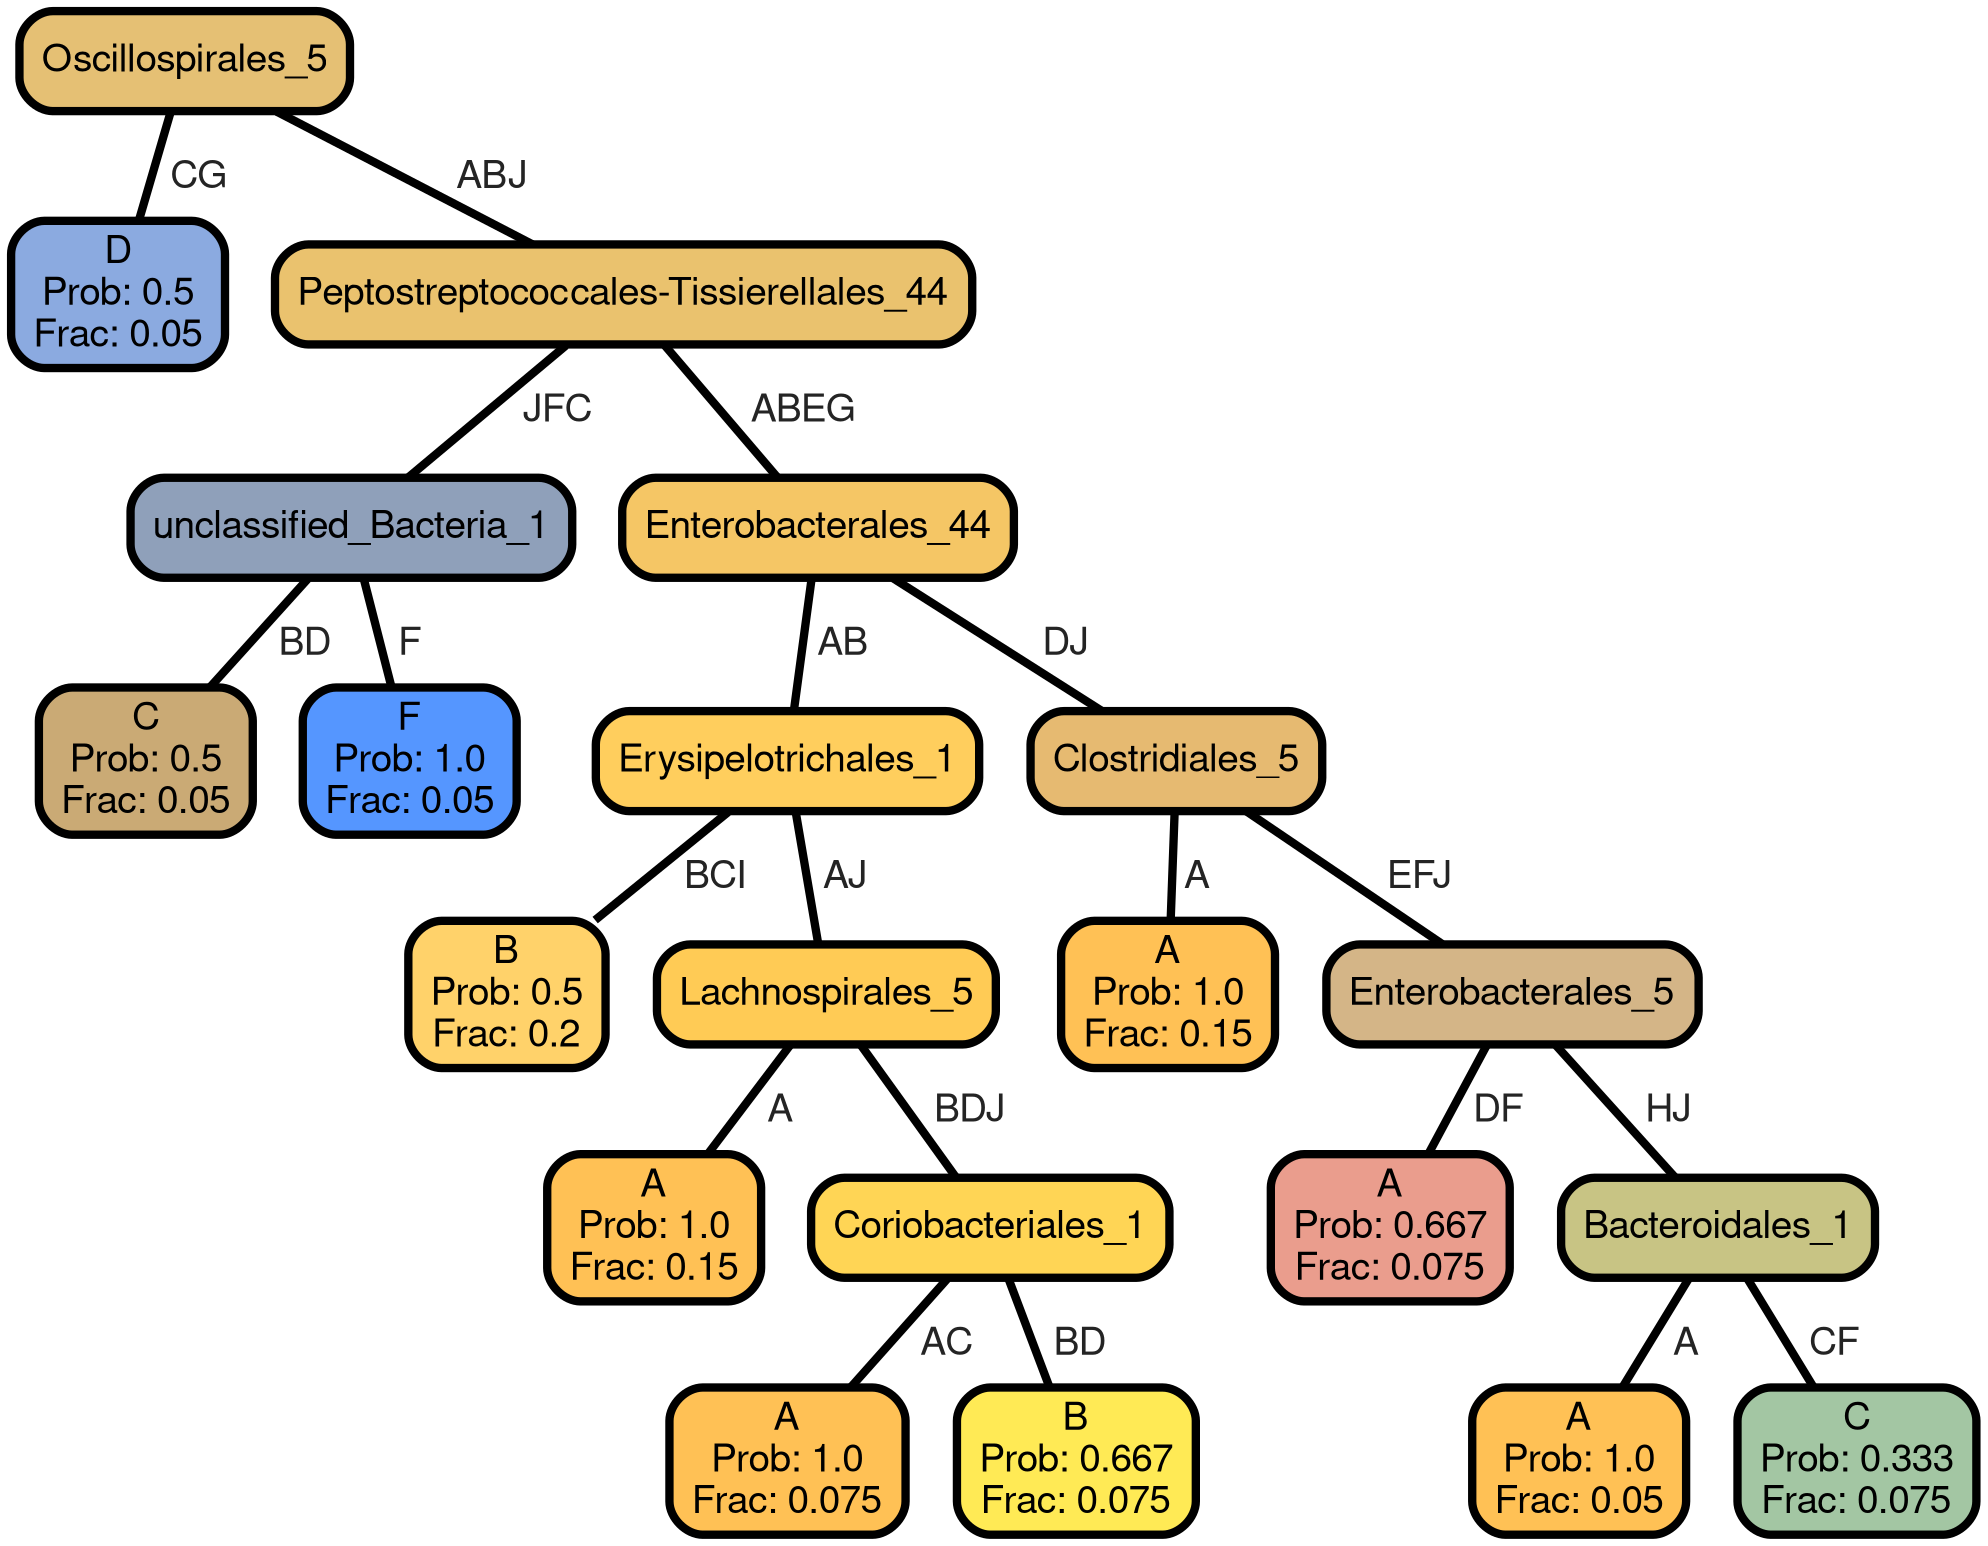 Oscillospirales_5
CG
ABJ
D
Prob: 0.5
Frac: 0.05
Peptostreptococcales-Tissierellales_44
JFC
ABEG
unclassified_Bacteria_1
Enterobacterales_44
BD
F
AB
DJ
C
Prob: 0.5
Frac: 0.05
F
Prob: 1.0
Frac: 0.05
Erysipelotrichales_1
Clostridiales_5
BCI
AJ
A
EFJ
B
Prob: 0.5
Frac: 0.2
Lachnospirales_5
A
Prob: 1.0
Frac: 0.15
Enterobacterales_5
A
BDJ
DF
HJ
A
Prob: 1.0
Frac: 0.15
Coriobacteriales_1
A
Prob: 0.667
Frac: 0.075
Bacteroidales_1
AC
BD
A
CF
A
Prob: 1.0
Frac: 0.075
B
Prob: 0.667
Frac: 0.075
A
Prob: 1.0
Frac: 0.05
C
Prob: 0.333
Frac: 0.075